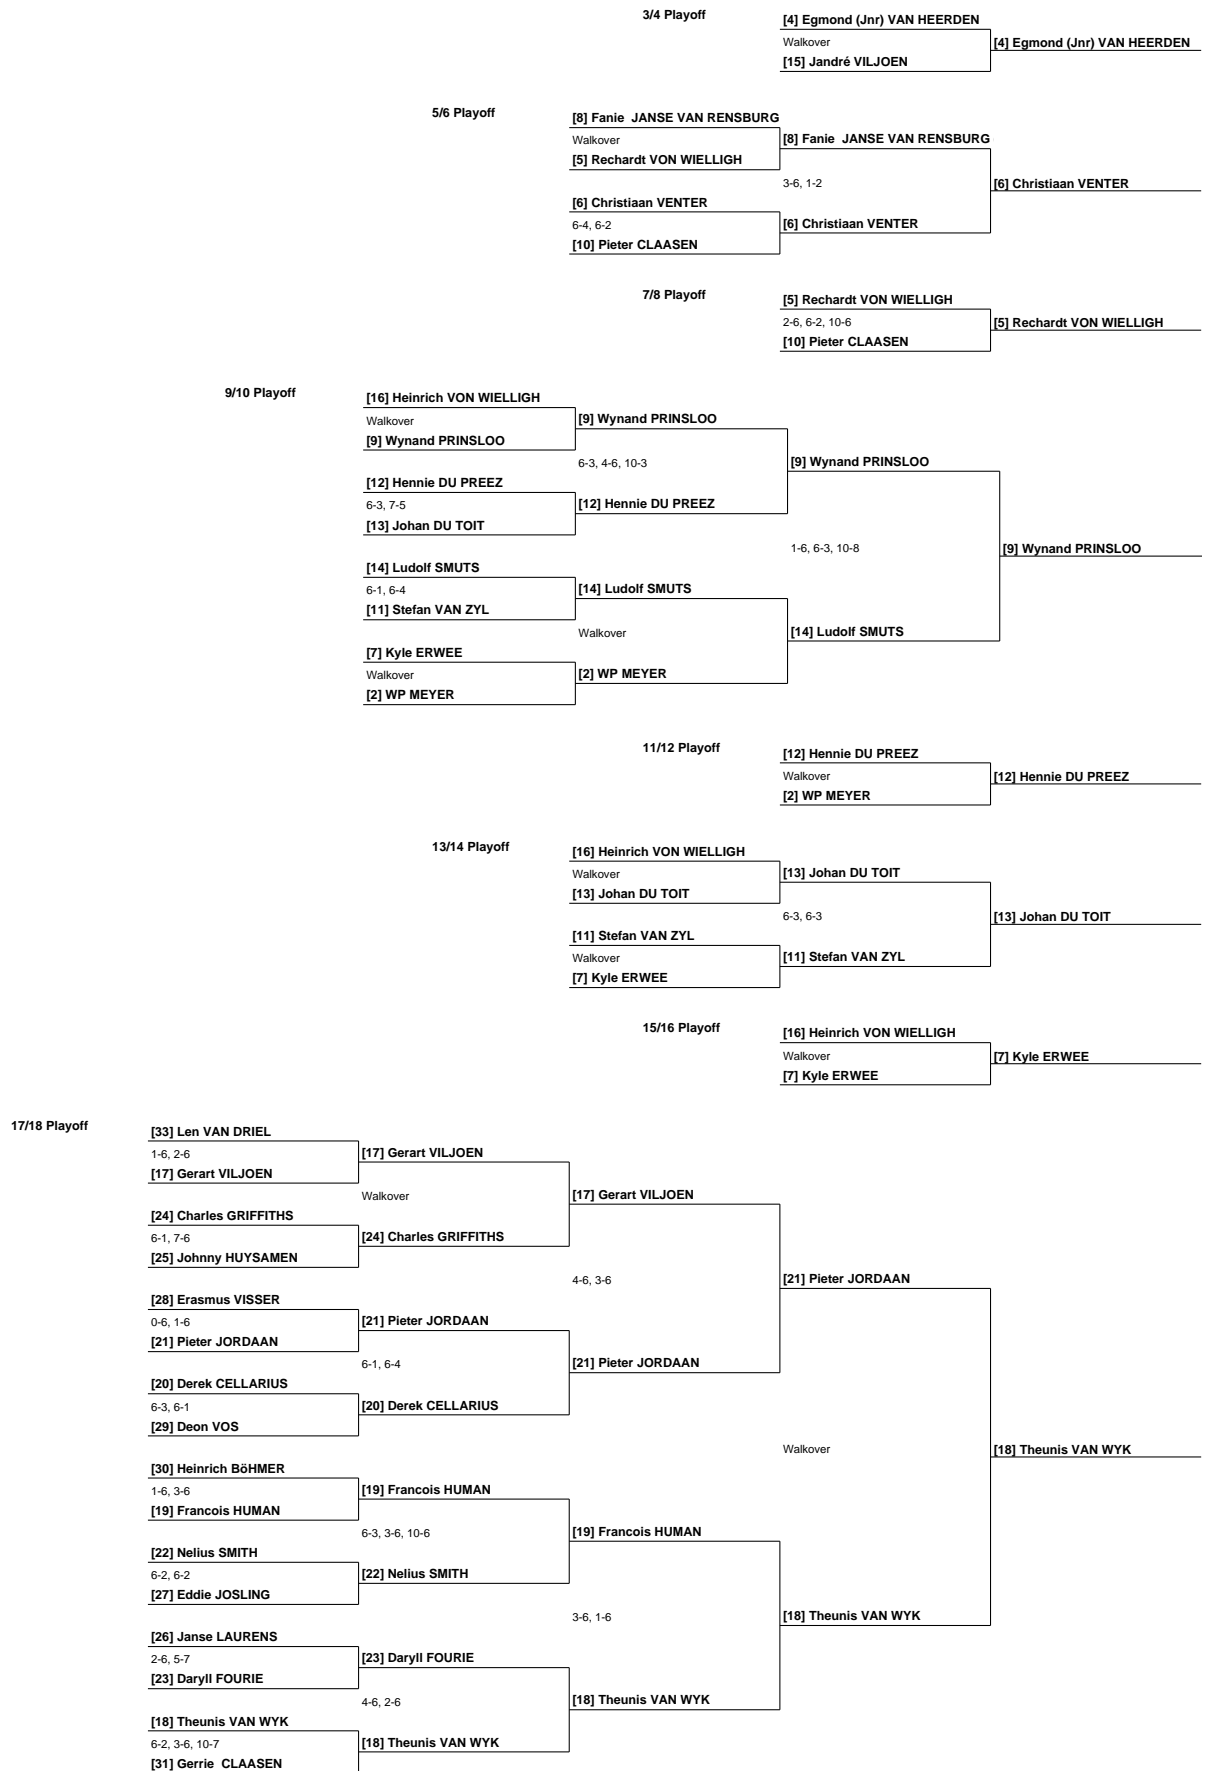 3/4 Playoff
[4] Egmond (Jnr) VAN HEERDEN
Walkover
[4] Egmond (Jnr) VAN HEERDEN
[15] Jandré VILJOEN
5/6 Playoff
[8] Fanie  JANSE VAN RENSBURG
Walkover
[8] Fanie  JANSE VAN RENSBURG
[5] Rechardt VON WIELLIGH
3-6, 1-2
[6] Christiaan VENTER
[6] Christiaan VENTER
6-4, 6-2
[6] Christiaan VENTER
[10] Pieter CLAASEN
7/8 Playoff
[5] Rechardt VON WIELLIGH
2-6, 6-2, 10-6
[5] Rechardt VON WIELLIGH
[10] Pieter CLAASEN
9/10 Playoff
[16] Heinrich VON WIELLIGH
Walkover
[9] Wynand PRINSLOO
[9] Wynand PRINSLOO
6-3, 4-6, 10-3
[9] Wynand PRINSLOO
[12] Hennie DU PREEZ
6-3, 7-5
[12] Hennie DU PREEZ
[13] Johan DU TOIT
1-6, 6-3, 10-8
[9] Wynand PRINSLOO
[14] Ludolf SMUTS
6-1, 6-4
[14] Ludolf SMUTS
[11] Stefan VAN ZYL
Walkover
[14] Ludolf SMUTS
[7] Kyle ERWEE
Walkover
[2] WP MEYER
[2] WP MEYER
11/12 Playoff
[12] Hennie DU PREEZ
Walkover
[12] Hennie DU PREEZ
[2] WP MEYER
13/14 Playoff
[16] Heinrich VON WIELLIGH
Walkover
[13] Johan DU TOIT
[13] Johan DU TOIT
6-3, 6-3
[13] Johan DU TOIT
[11] Stefan VAN ZYL
Walkover
[11] Stefan VAN ZYL
[7] Kyle ERWEE
15/16 Playoff
[16] Heinrich VON WIELLIGH
Walkover
[7] Kyle ERWEE
[7] Kyle ERWEE
17/18 Playoff
[33] Len VAN DRIEL
1-6, 2-6
[17] Gerart VILJOEN
[17] Gerart VILJOEN
Walkover
[17] Gerart VILJOEN
[24] Charles GRIFFITHS
6-1, 7-6
[24] Charles GRIFFITHS
[25] Johnny HUYSAMEN
4-6, 3-6
[21] Pieter JORDAAN
[28] Erasmus VISSER
0-6, 1-6
[21] Pieter JORDAAN
[21] Pieter JORDAAN
6-1, 6-4
[21] Pieter JORDAAN
[20] Derek CELLARIUS
6-3, 6-1
[20] Derek CELLARIUS
[29] Deon VOS
Walkover
[18] Theunis VAN WYK
[30] Heinrich BöHMER
1-6, 3-6
[19] Francois HUMAN
[19] Francois HUMAN
6-3, 3-6, 10-6
[19] Francois HUMAN
[22] Nelius SMITH
6-2, 6-2
[22] Nelius SMITH
[27] Eddie JOSLING
3-6, 1-6
[18] Theunis VAN WYK
[26] Janse LAURENS
2-6, 5-7
[23] Daryll FOURIE
[23] Daryll FOURIE
4-6, 2-6
[18] Theunis VAN WYK
[18] Theunis VAN WYK
6-2, 3-6, 10-7
[18] Theunis VAN WYK
[31] Gerrie  CLAASEN